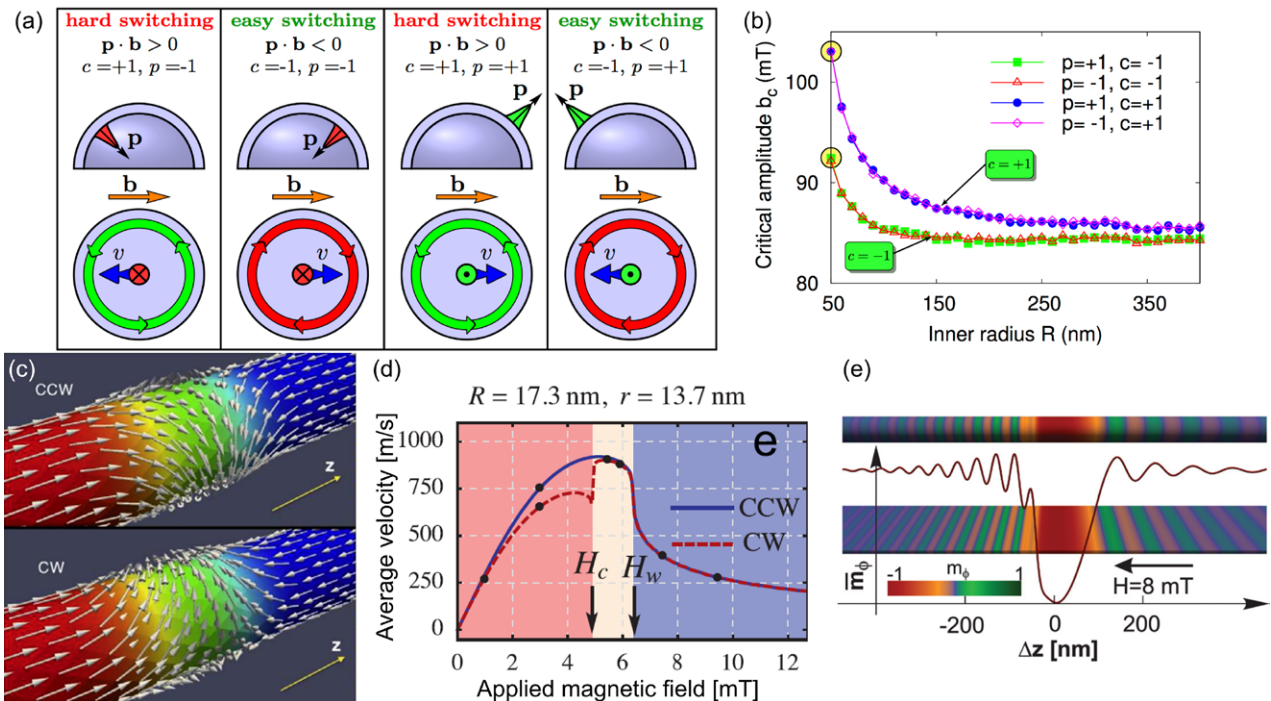 (a)
hard switching
p · b > 0
c=+1, p=-1
p
b
v
easy switching
p · b < 0
c=-1, p=-1
p
b
v
hard switching
p · b > 0
c=+1, p=+1
p
b
v
easy switching
p · b < 0
c=-1, p=+1
p
b
v
(b)
Critical amplitude b_c (mT)
100
90
80
p=+1, c= -1
p= -1, c= -1
p=+1, c=+1
p= -1, c=+1
c = +1
c = -1
50
150
250
350
Inner radius R (nm)
(c)
CCW
z
CW
z
(d)
R = 17.3 nm, r = 13.7 nm
e
Average velocity [m/s]
1000
750
500
250
0
CCW
CW
H_c
H_w
0
2
4
6
8
10
12
Applied magnetic field [mT]
(e)
m̅_ϕ
-1
m_ϕ
1
H=8 mT
-200
0
200
Δz [nm]